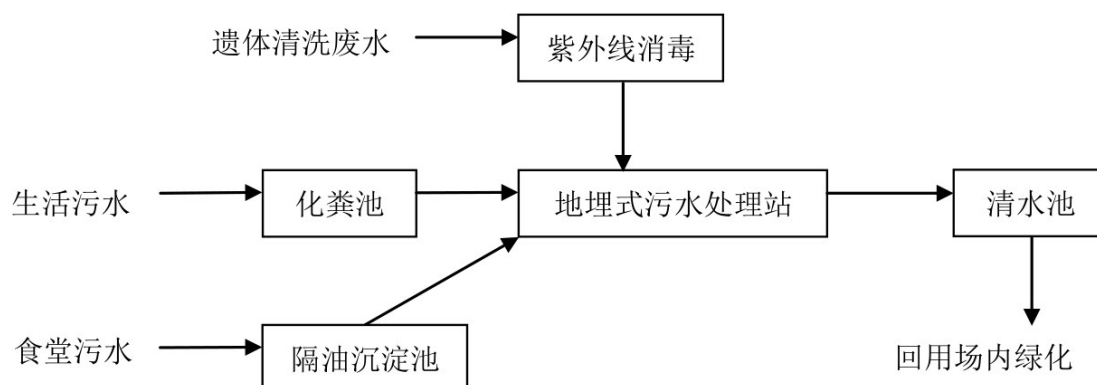 遗体清洗废水
紫外线消毒
生活污水
化粪池
地埋式污水处理站
清水池
食堂污水
隔油沉淀池
回用场内绿化